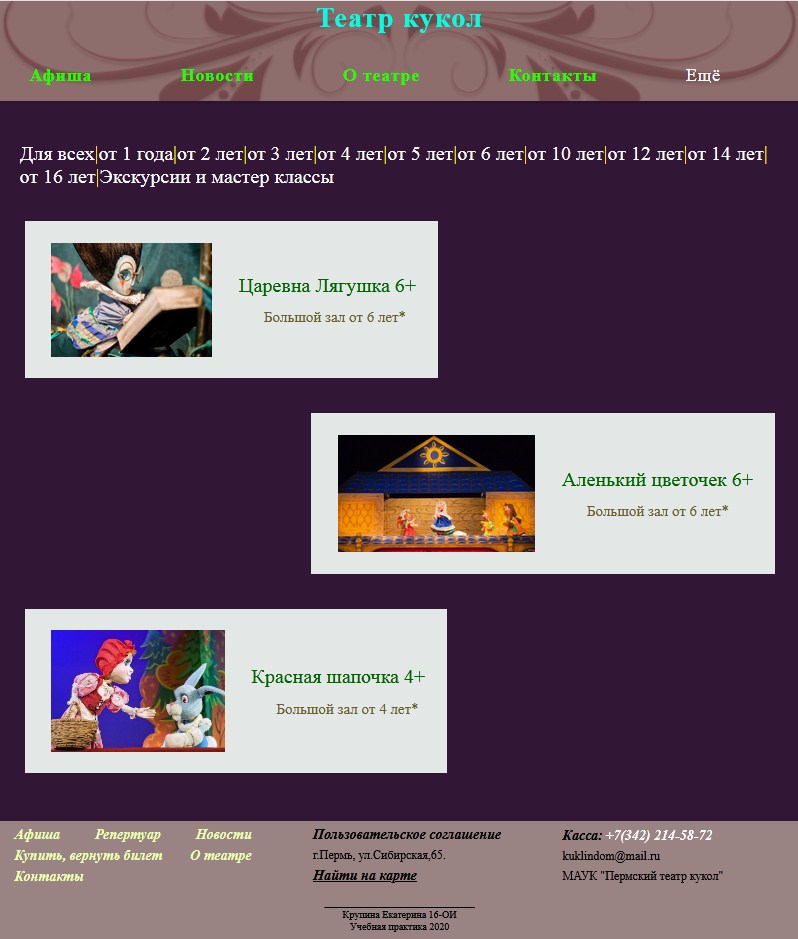 Театр кукол
Афиша Новости О театре Контакты Ещё
Для всех|от 1 года|от 2 лет|от 3 лет|от 4 лет|от 5 лет|от 6 лет|от 10 лет|от 12 лет|от 14 лет|
от 16 лет|Экскурсии и мастер классы
Царевна Лягушка 6+
Большой зал от 6 лет*
Аленький цветочек 6+
Большой зал от 6 лет*
Красная шапочка 4+
Большой зал от 4 лет*
Афиша Репертуар Новости
Купить, вернуть билет О театре
Контакты
Пользовательское соглашение
г.Пермь, ул.Сибирская,65.
Найти на карте
Касса: +7(342) 214-58-72
kuklindom@mail.ru
МАУК "Пермский театр кукол"
Крупина Екатерина 16-ОИ
Учебная практика 2020